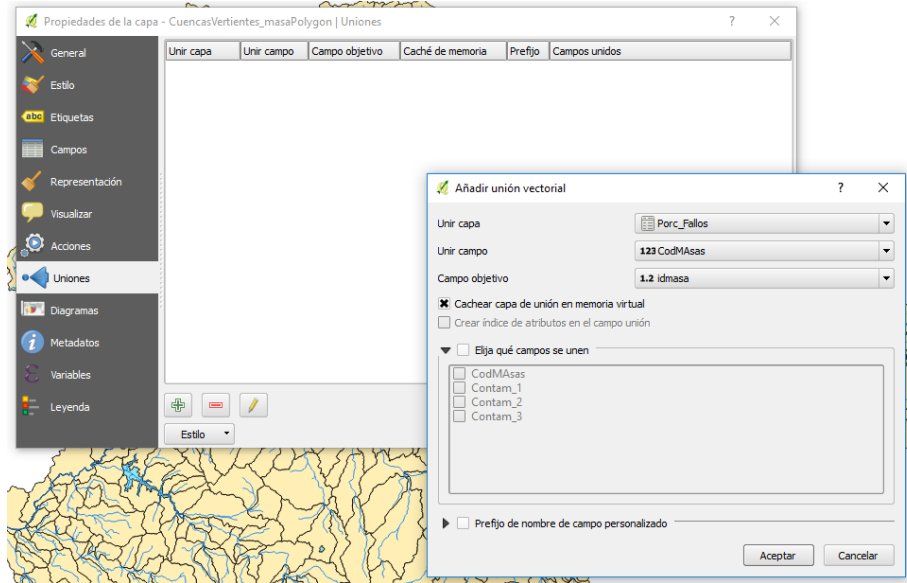 Propiedades de la capa - CuencasVertientes_masaPolygon | Uniones
?
General
Estilo
abc Etiquetas
Campos
Representación
Visualizar
Acciones
Uniones
Diagramas
Metadatos
Variables
Leyenda
Unir capa Unir campo Campo objetivo Caché de memoria Prefijo Campos unidos
Estilo
Añadir unión vectorial ?
Unir capa Porc_Fallos
Unir campo 123 CodMAsas
Campo objetivo 1.2 idmasa
Cachear capa de unión en memoria virtual
Crear índice de atributos en el campo unión
Elija qué campos se unen
CodMAsas
Contam_1
Contam_2
Contam_3
Prefijo de nombre de campo personalizado
Aceptar Cancelar